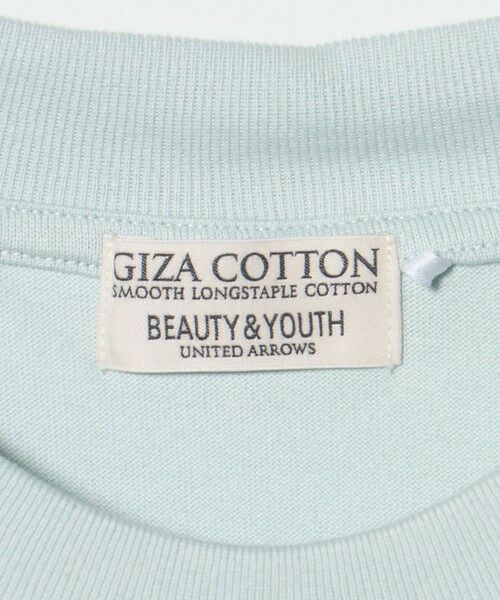 GIZA COTTON
SMOOTH LONGSTAPLE COTTON
BEAUTY&YOUTH
UNITED ARROWS